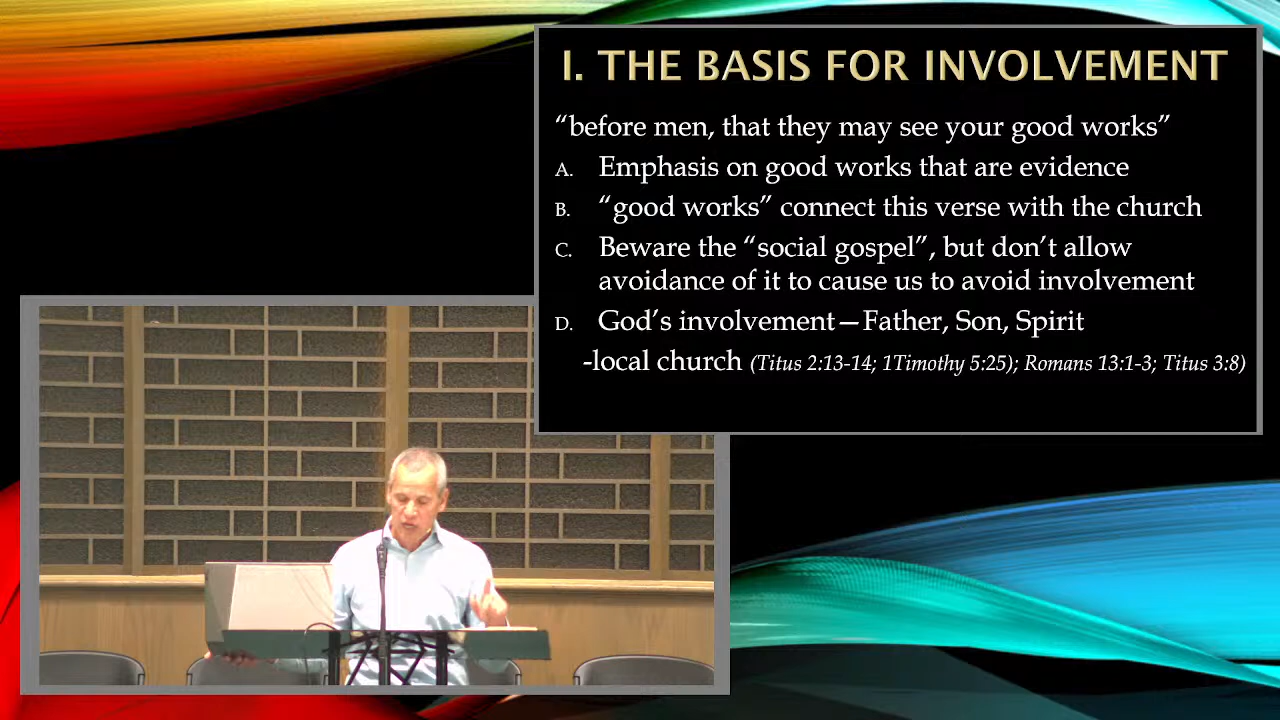 I. THE BASIS FOR INVOLVEMENT
“before men, that they may see your good works”
A. Emphasis on good works that are evidence
B. “good works” connect this verse with the church
C. Beware the “social gospel”, but don’t allow
avoidance of it to cause us to avoid involvement
D. God’s involvement—Father, Son, Spirit
-local church (Titus 2:13-14; 1Timothy 5:25); Romans 13:1-3; Titus 3:8)